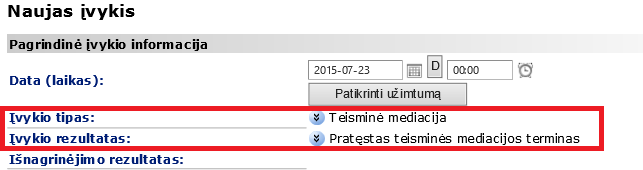 Naujas įvykis
Pagrindinė įvykio informacija
Data (laikas): 2015-07-23 D 00:00
Patikrinti užimtumą
Įvykio tipas: Teisminė mediacija
Įvykio rezultatas: Pratęstas teisminės mediacijos terminas
Išnagrinėjimo rezultatas: